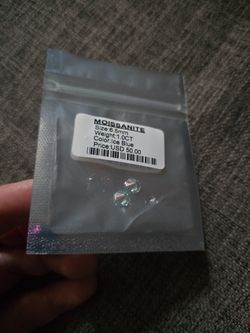 MOISSANITE
Size:6.5mm
Weight:1.0CT
Color:Ice Blue
Price:USD 50.00